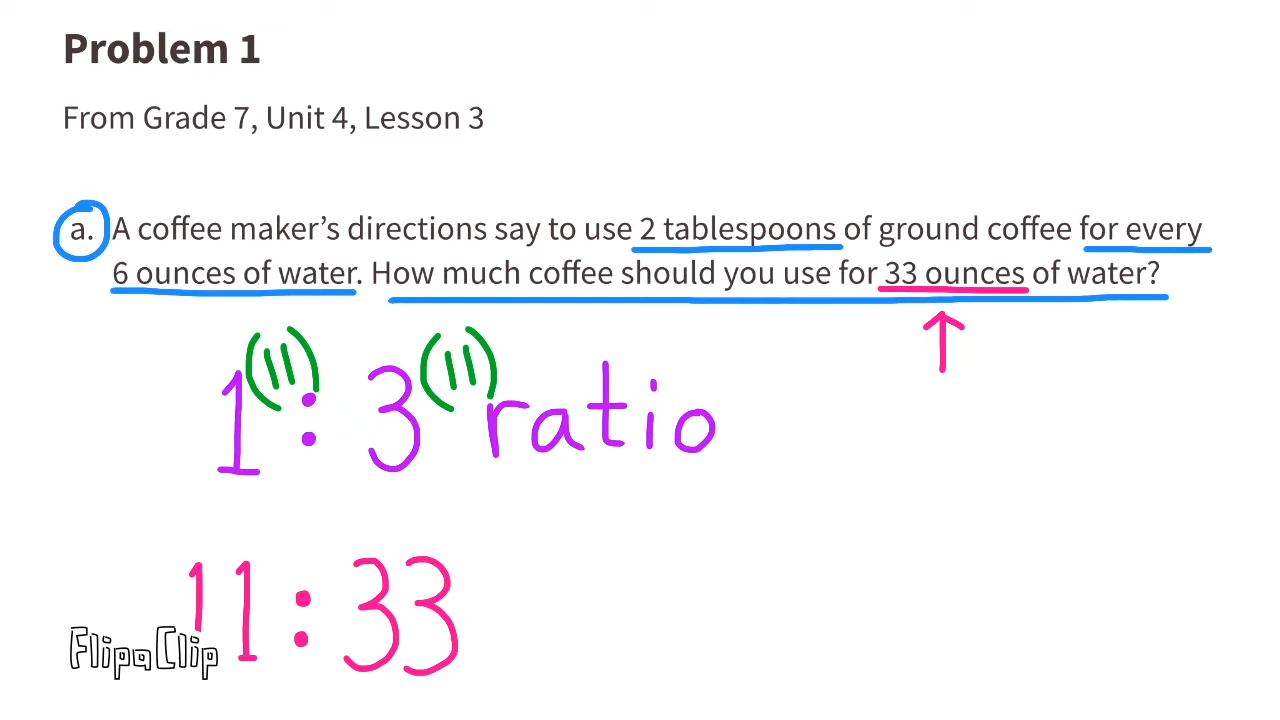 Problem 1
From Grade 7, Unit 4, Lesson 3
a. A coffee maker’s directions say to use 2 tablespoons of ground coffee for every
6 ounces of water. How much coffee should you use for 33 ounces of water?
1(11) : 3(11) ratio
11 : 33
FlipaClip